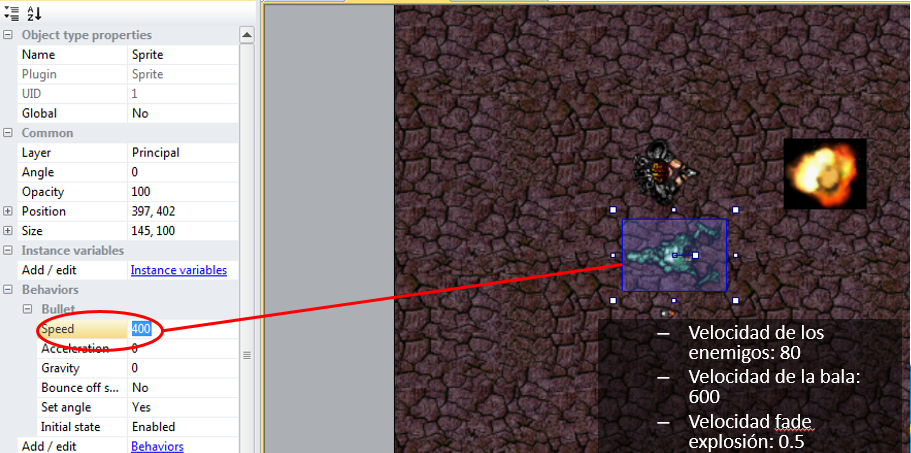 Object type properties
Name Sprite
Plugin Sprite
UID 1
Global No
Common
Layer Principal
Angle 0
Opacity 100
Position 397, 402
Size 145, 100
Instance variables
Add / edit Instance variables
Behaviors
Bullet
Speed 400
Acceleration 0
Gravity 0
Bounce off s... No
Set angle Yes
Initial state Enabled
Add / edit Behaviors
– Velocidad de los
enemigos: 80
– Velocidad de la bala:
600
– Velocidad fade
explosión: 0.5